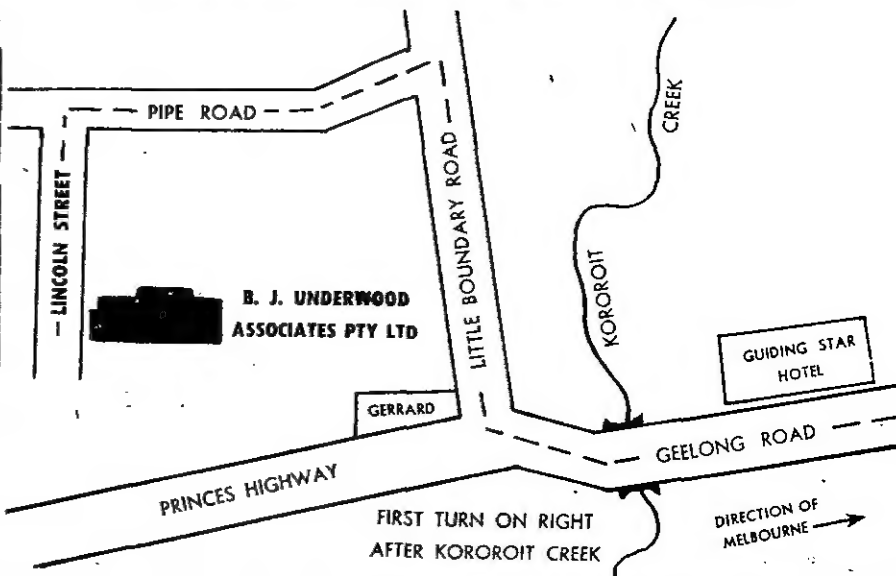 PIPE ROAD
LINCOLN STREET
B. J. UNDERWOOD
ASSOCIATES PTY LTD
LITTLE BOUNDARY ROAD
CREEK
KOROROIT
GUIDING STAR
HOTEL
GERRARD
GEELONG ROAD
PRINCES HIGHWAY
FIRST TURN ON RIGHT
AFTER KOROROIT CREEK
DIRECTION OF
MELBOURNE